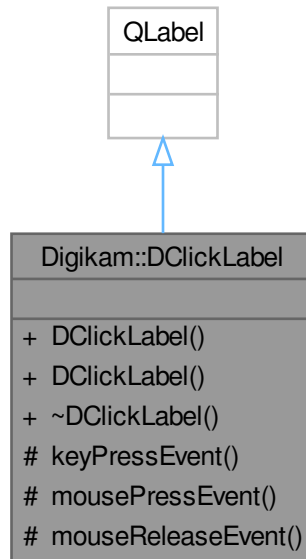 QLabel
Digikam::DClickLabel
+ DClickLabel()
+ DClickLabel()
+ ~DClickLabel()
# keyPressEvent()
# mousePressEvent()
# mouseReleaseEvent()